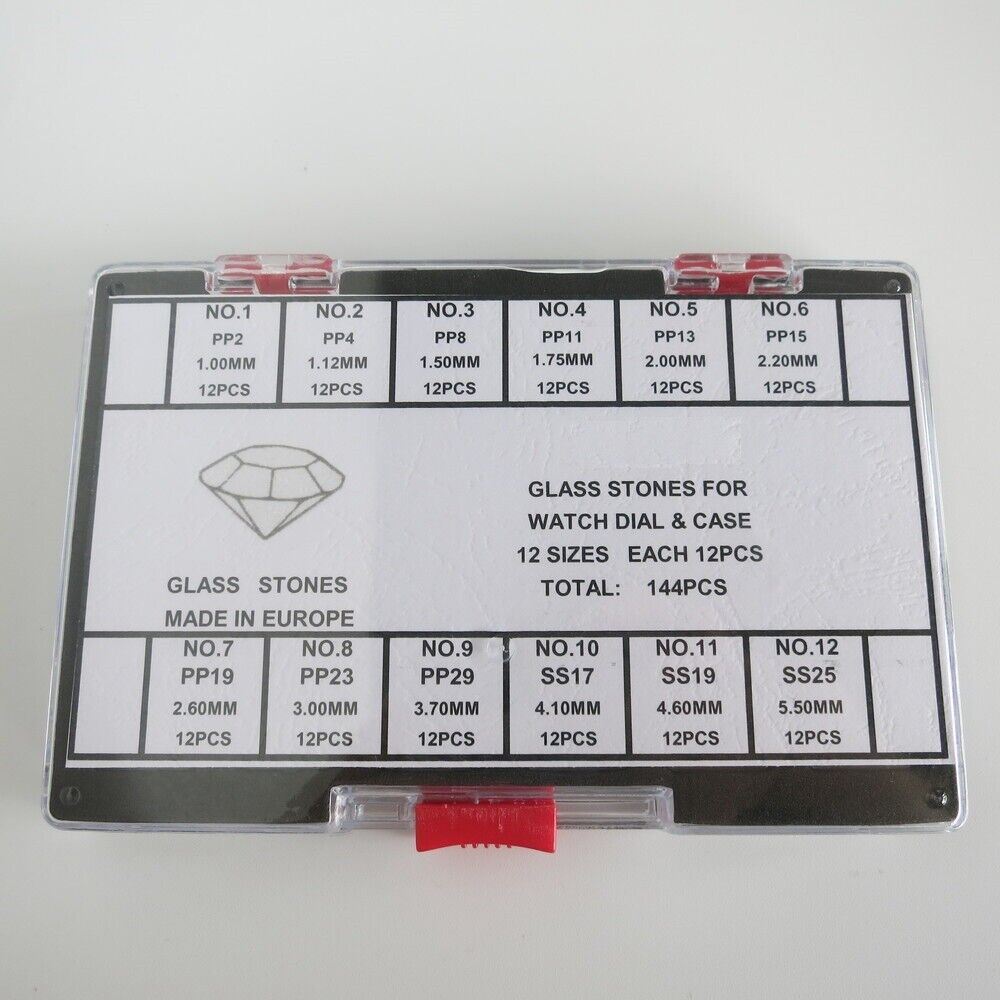 NO.1 NO.2 NO.3 NO.4 NO.5 NO.6
PP2 PP4 PP8 PP11 PP13 PP15
1.00MM 1.12MM 1.50MM 1.75MM 2.00MM 2.20MM
12PCS 12PCS 12PCS 12PCS 12PCS 12PCS
GLASS STONES
MADE IN EUROPE
GLASS STONES FOR
WATCH DIAL & CASE
12 SIZES EACH 12PCS
TOTAL: 144PCS
NO.7 NO.8 NO.9 NO.10 NO.11 NO.12
PP19 PP23 PP29 SS17 SS19 SS25
2.60MM 3.00MM 3.70MM 4.10MM 4.60MM 5.50MM
12PCS 12PCS 12PCS 12PCS 12PCS 12PCS